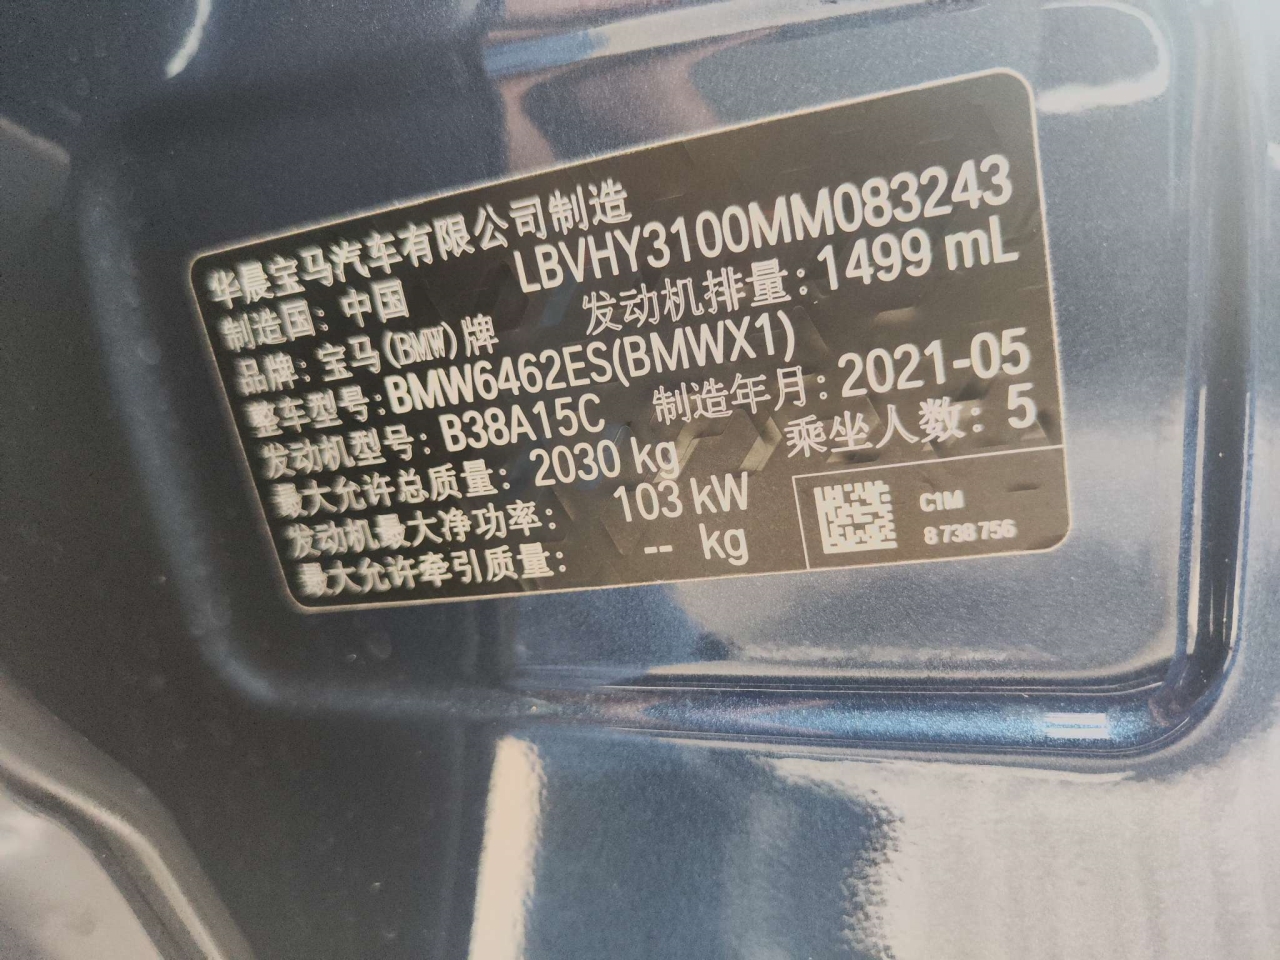 华晨宝马汽车有限公司制造
制造国：中国 LBVHY3100MM083243
品牌：宝马(BMW)牌 发动机排量：1499 mL
整车型号：BMW6462ES(BMWX1)
发动机型号：B38A15C 制造年月：2021-05
最大允许总质量：2030 kg 乘坐人数：5
发动机最大净功率：103 kW
最大允许牵引质量：-- kg
C1M
8 738 756